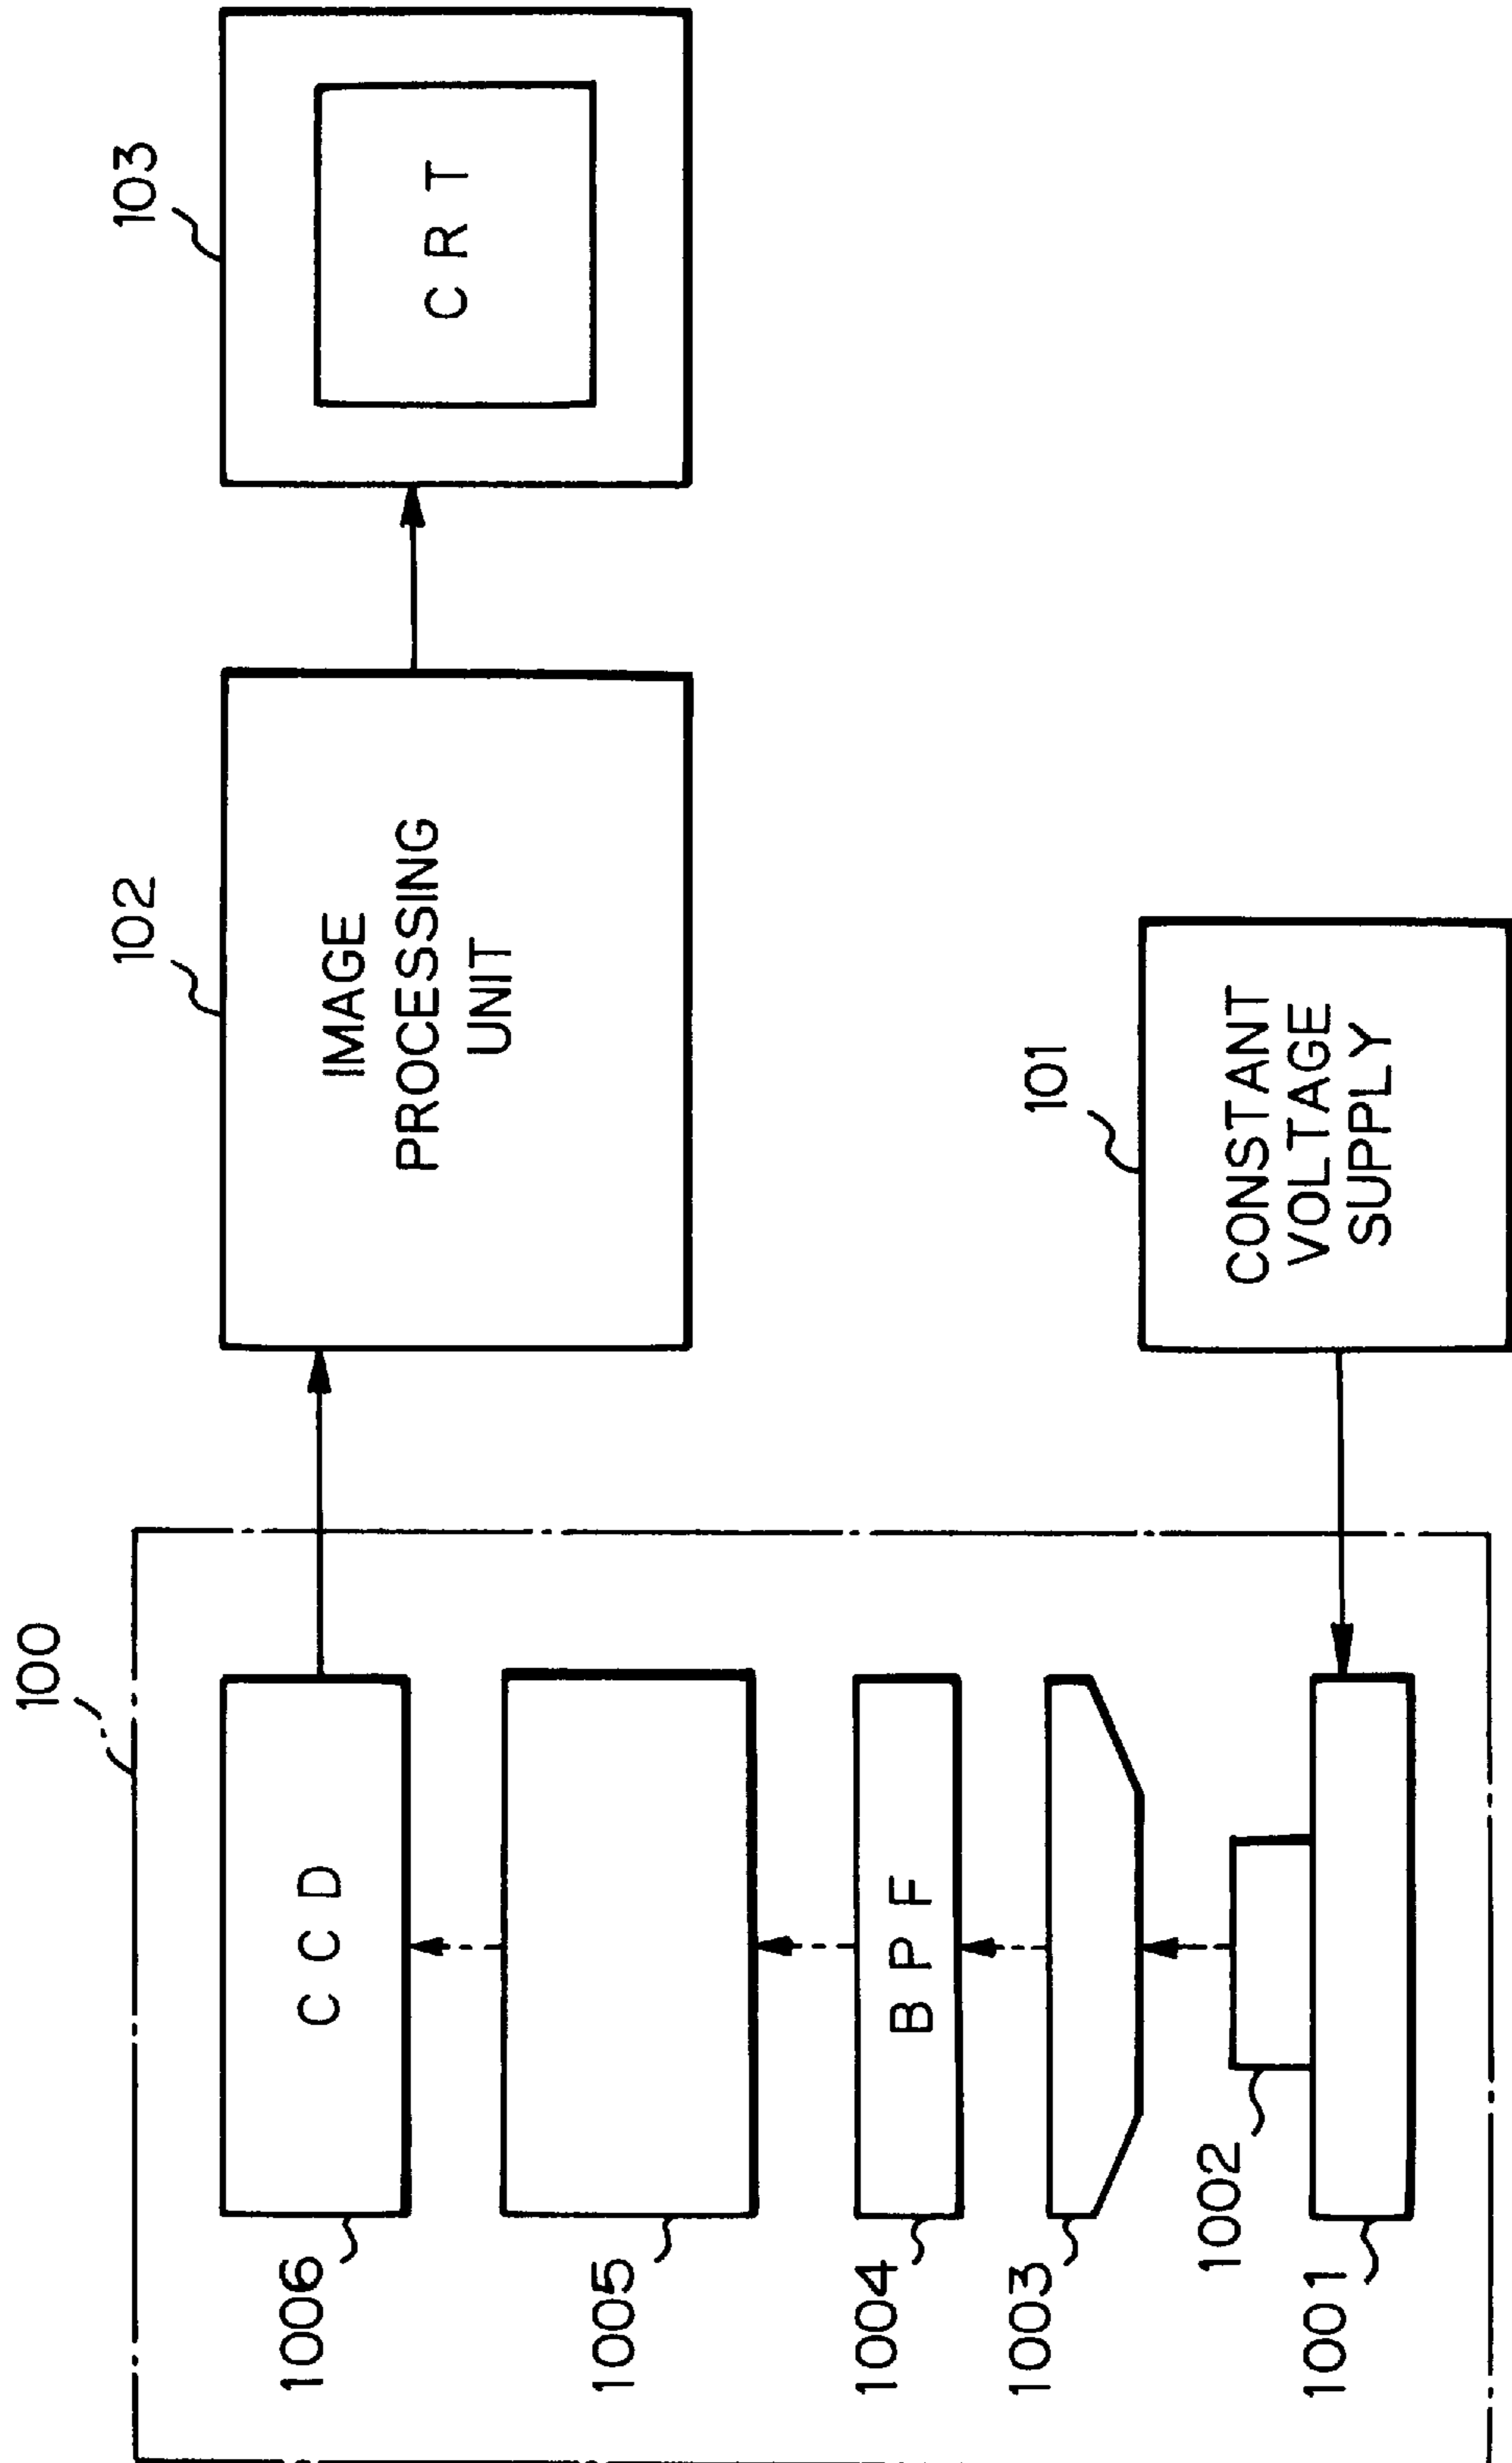 100
1006
C C D
1005
1004
B P F
1003
1002
1001
102
IMAGE
PROCESSING
UNIT
103
C R T
101
CONSTANT
VOLTAGE
SUPPLY